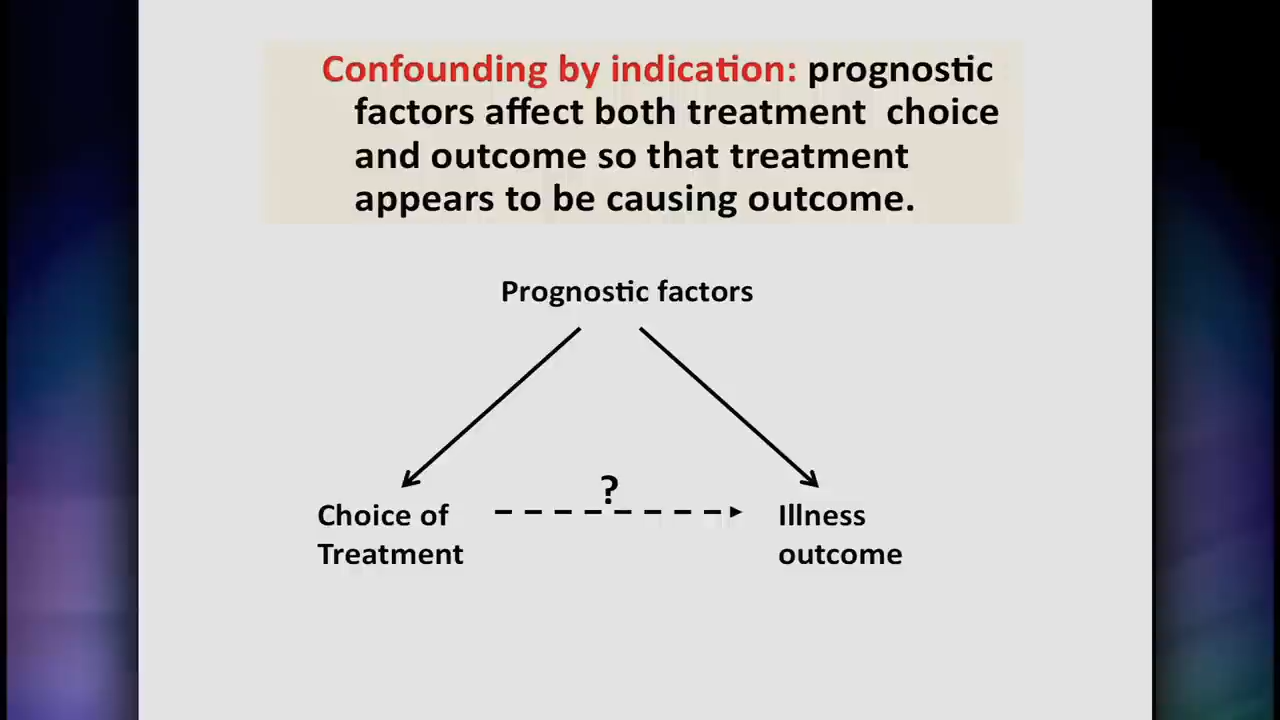 Confounding by indication: prognostic
factors affect both treatment  choice
and outcome so that treatment
appears to be causing outcome.
Prognostic factors
?
Choice of
Treatment
Illness
outcome